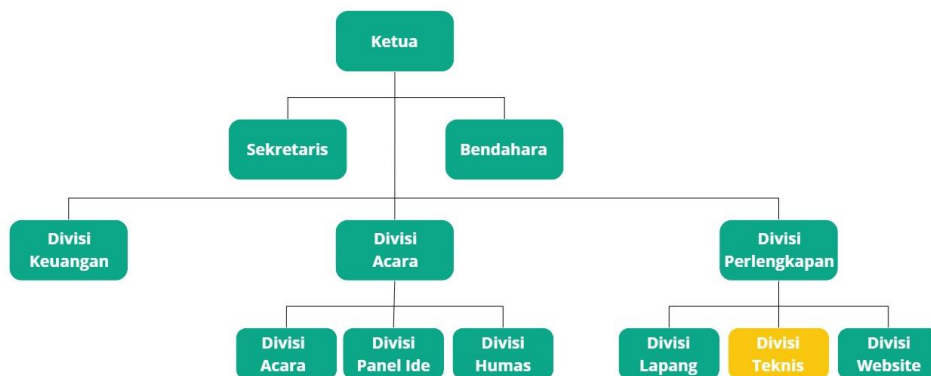 Ketua
Sekretaris
Bendahara
Divisi
Keuangan
Divisi
Acara
Divisi
Perlengkapan
Divisi
Acara
Divisi
Panel Ide
Divisi
Humas
Divisi
Lapang
Divisi
Teknis
Divisi
Website